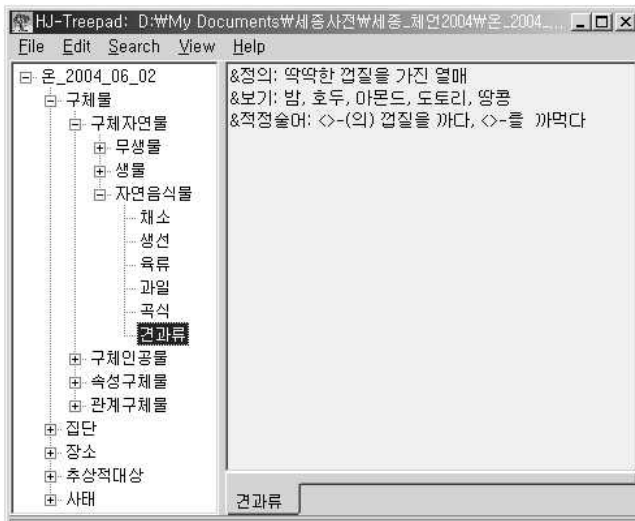 HJ-Treepad: D:₩My Documents₩세종사전₩세종_체언2004₩온_2004_...
File Edit Search View Help
온_2004_06_02
구체물
구체자연물
무생물
생물
자연음식물
채소
생선
육류
과일
곡식
견과류
구체인공물
속성구체물
관계구체물
집단
장소
추상적대상
사태
&정의: 딱딱한 껍질을 가진 열매
&보기: 밤, 호두, 아몬드, 도토리, 땅콩
&적정술어: <>-(의) 껍질을 까다, <>-를 까먹다
견과류